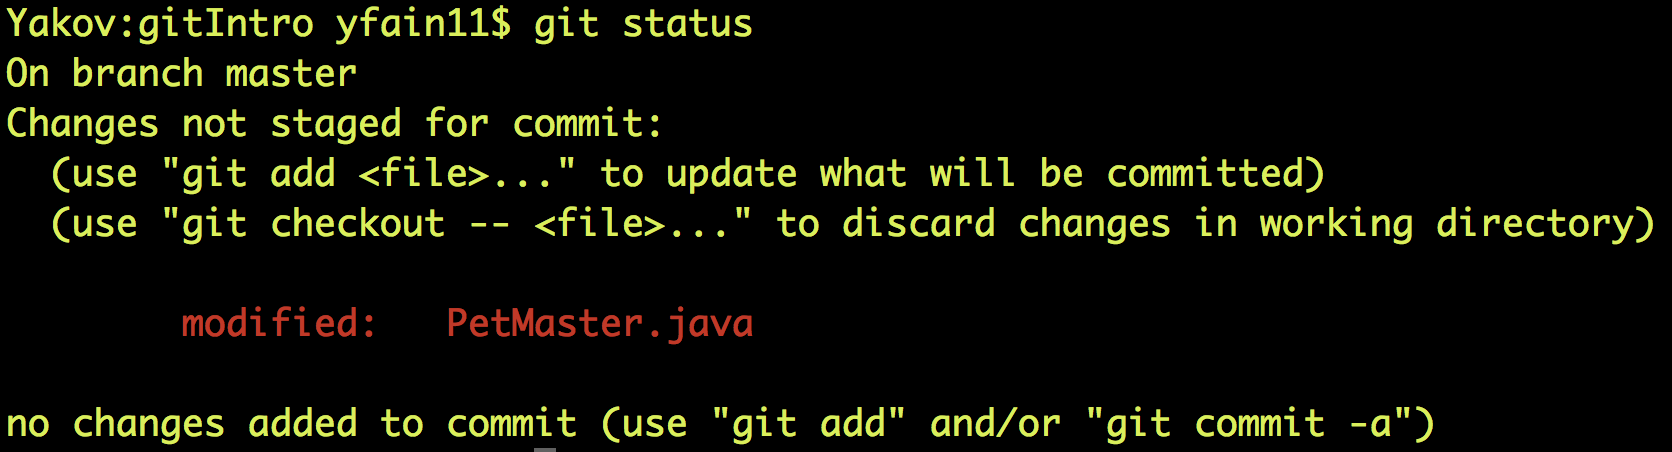 Yakov:gitIntro yfain11$ git status
On branch master
Changes not staged for commit:
  (use "git add <file>..." to update what will be committed)
  (use "git checkout -- <file>..." to discard changes in working directory)

        modified:   PetMaster.java

no changes added to commit (use "git add" and/or "git commit -a")